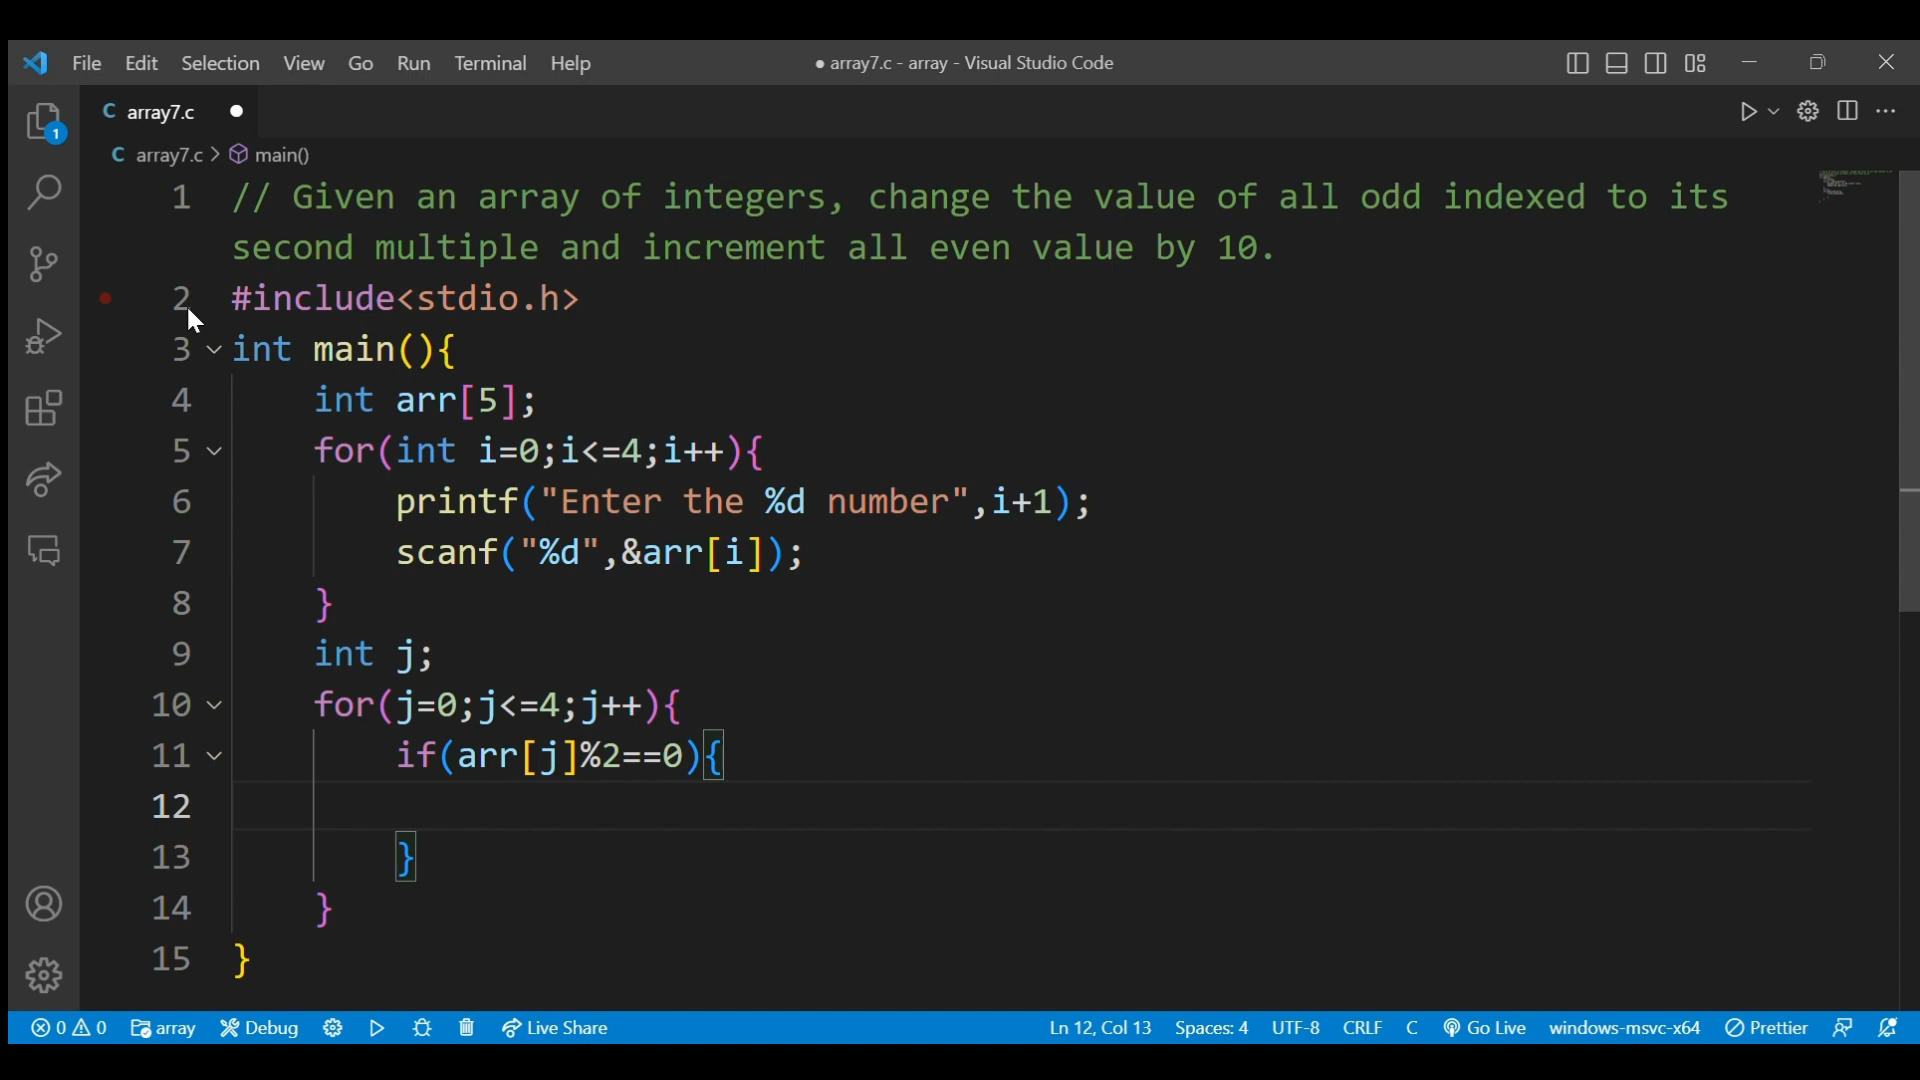 File Edit Selection View Go Run Terminal Help ● array7.c - array - Visual Studio Code
C array7.c ●
1
C array7.c > main()
1 // Given an array of integers, change the value of all odd indexed to its
second multiple and increment all even value by 10.
2 #include<stdio.h>
3 int main(){
4 int arr[5];
5 for(int i=0;i<=4;i++){
6 printf("Enter the %d number",i+1);
7 scanf("%d",&arr[i]);
8 }
9 int j;
10 for(j=0;j<=4;j++){
11 if(arr[j]%2==0){
12
13 }
14 }
15 }
0 0 array Debug Live Share Ln 12, Col 13 Spaces: 4 UTF-8 CRLF C Go Live windows-msvc-x64 Prettier